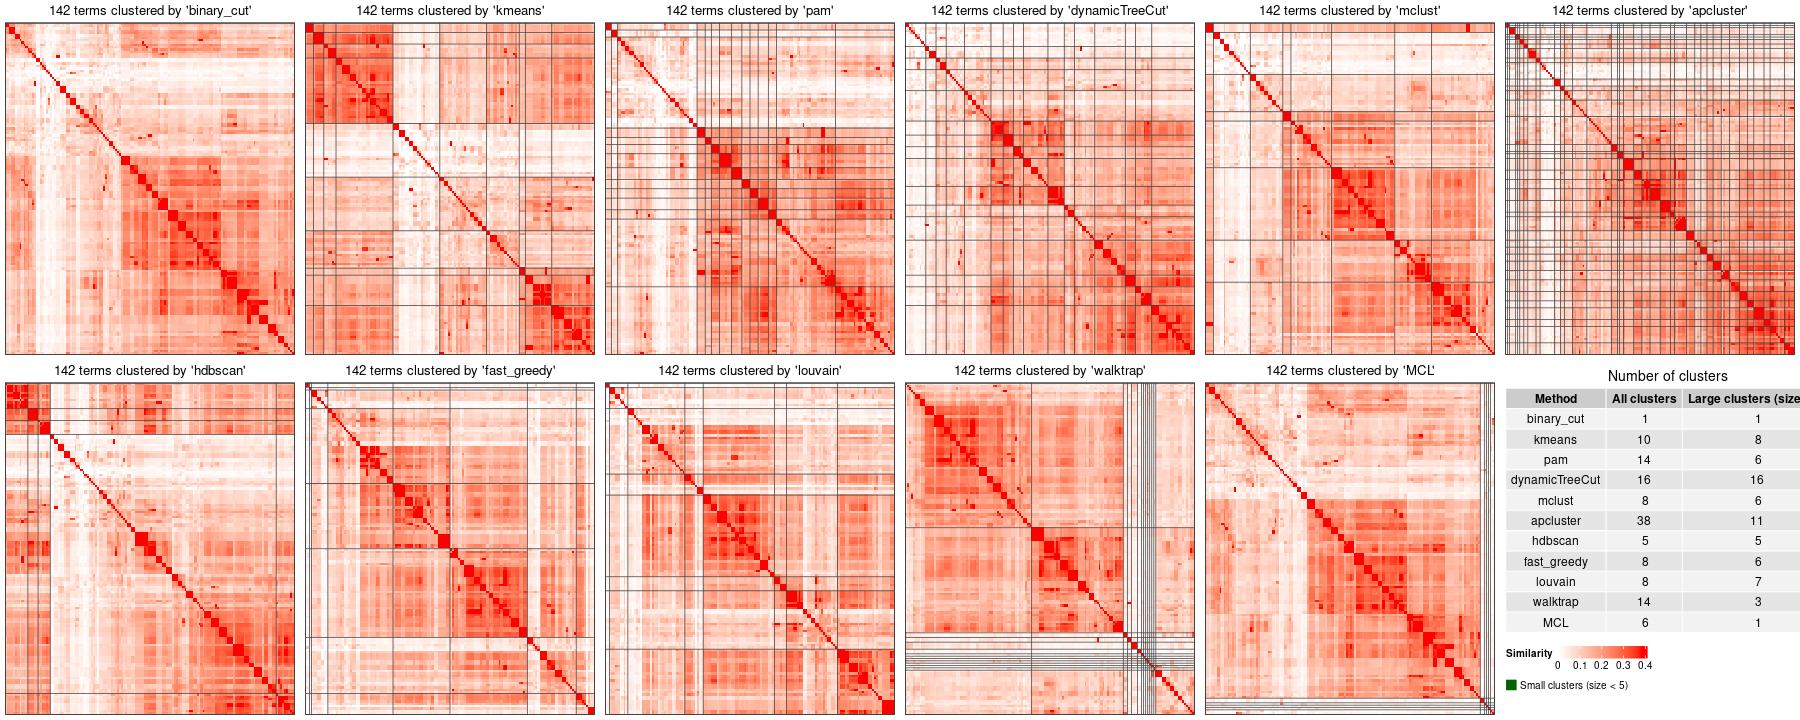 142 terms clustered by 'binary_cut'
142 terms clustered by 'kmeans'
142 terms clustered by 'pam'
142 terms clustered by 'dynamicTreeCut'
142 terms clustered by 'mclust'
142 terms clustered by 'apcluster'
142 terms clustered by 'hdbscan'
142 terms clustered by 'fast_greedy'
142 terms clustered by 'louvain'
142 terms clustered by 'walktrap'
142 terms clustered by 'MCL'
Number of clusters
Method All clusters Large clusters (size
binary_cut 1 1
kmeans 10 8
pam 14 6
dynamicTreeCut 16 16
mclust 8 6
apcluster 38 11
hdbscan 5 5
fast_greedy 8 6
louvain 8 7
walktrap 14 3
MCL 6 1
Similarity
0 0.1 0.2 0.3 0.4
Small clusters (size < 5)